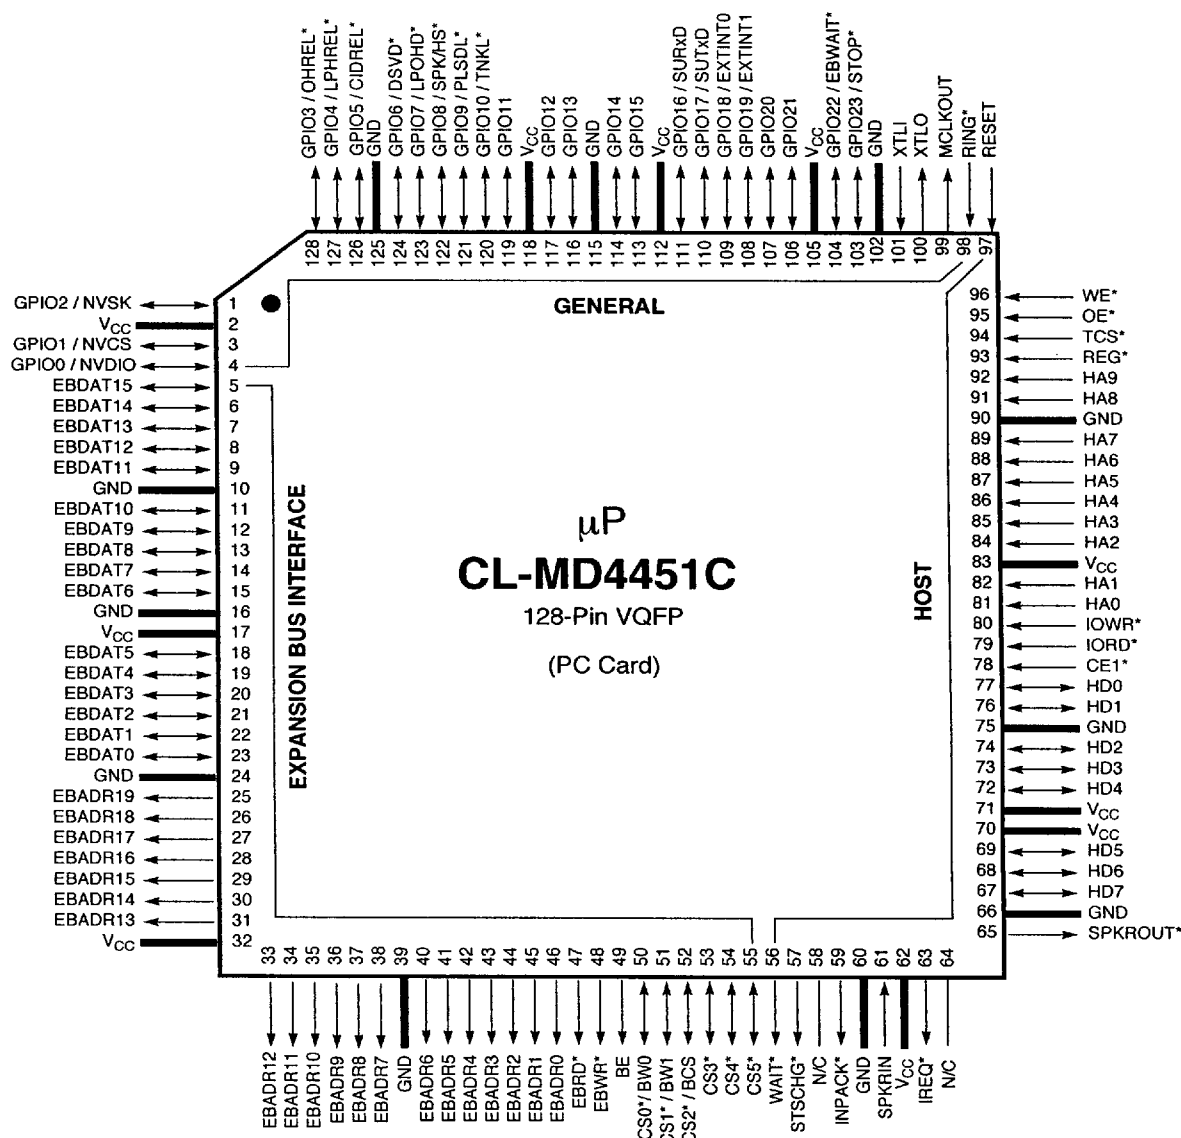 GPIO3 / OHREL*
GPIO4 / LPHREL*
GPIO5 / CIDREL*
GND
GPIO6 / DSVD*
GPIO7 / LPOHD*
GPIO8 / SPK/HS*
GPIO9 / PLSDL*
GPIO10 / TNKL*
GPIO11
VCC
GPIO12
GPIO13
GND
GPIO14
GPIO15
VCC
GPIO16 / SURxD
GPIO17 / SUTxD
GPIO18 / EXTINT0
GPIO19 / EXTINT1
GPIO20
GPIO21
VCC
GPIO22 / EBWAIT*
GPIO23 / STOP*
GND
XTLI
XTLO
MCLKOUT
RING*
RESET
128
127
126
125
124
123
122
121
120
119
118
117
116
115
114
113
112
111
110
109
108
107
106
105
104
103
102
101
100
99
98
97
GPIO2 / NVSK 1
VCC 2
GPIO1 / NVCS 3
GPIO0 / NVDIO 4
EBDAT15 5
EBDAT14 6
EBDAT13 7
EBDAT12 8
EBDAT11 9
GND 10
EBDAT10 11
EBDAT9 12
EBDAT8 13
EBDAT7 14
EBDAT6 15
GND 16
VCC 17
EBDAT5 18
EBDAT4 19
EBDAT3 20
EBDAT2 21
EBDAT1 22
EBDAT0 23
GND 24
EBADR19 25
EBADR18 26
EBADR17 27
EBADR16 28
EBADR15 29
EBADR14 30
EBADR13 31
VCC 32
GENERAL
EXPANSION BUS INTERFACE
µP
CL-MD4451C
128-Pin VQFP
(PC Card)
HOST
96 WE*
95 OE*
94 TCS*
93 REG*
92 HA9
91 HA8
90 GND
89 HA7
88 HA6
87 HA5
86 HA4
85 HA3
84 HA2
83 VCC
82 HA1
81 HA0
80 IOWR*
79 IORD*
78 CE1*
77 HD0
76 HD1
75 GND
74 HD2
73 HD3
72 HD4
71 VCC
70 VCC
69 HD5
68 HD6
67 HD7
66 GND
65 SPKROUT*
33
34
35
36
37
38
39
40
41
42
43
44
45
46
47
48
49
50
51
52
53
54
55
56
57
58
59
60
61
62
63
64
EBADR12
EBADR11
EBADR10
EBADR9
EBADR8
EBADR7
GND
EBADR6
EBADR5
EBADR4
EBADR3
EBADR2
EBADR1
EBADR0
EBRD*
EBWR*
BE
CS0* / BW0
CS1* / BW1
CS2* / BCS
CS3*
CS4*
CS5*
WAIT*
STSCHG*
N/C
INPACK*
GND
SPKRIN
VCC
IREQ*
N/C